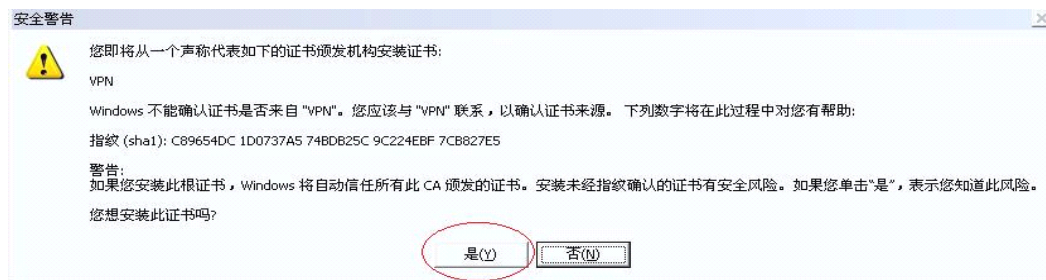 安全警告
您即将从一个声称代表如下的证书颁发机构安装证书:
VPN
Windows 不能确认证书是否来自 "VPN"。您应该与 "VPN" 联系，以确认证书来源。 下列数字将在此过程中对您有帮助:
指纹 (sha1): C89654DC 1D0737A5 74BDB25C 9C224EBF 7CB827E5
警告:
如果您安装此根证书，Windows 将自动信任所有此 CA 颁发的证书。安装未经指纹确认的证书有安全风险。如果您单击“是”，表示您知道此风险。
您想安装此证书吗?
是(Y) 否(N)